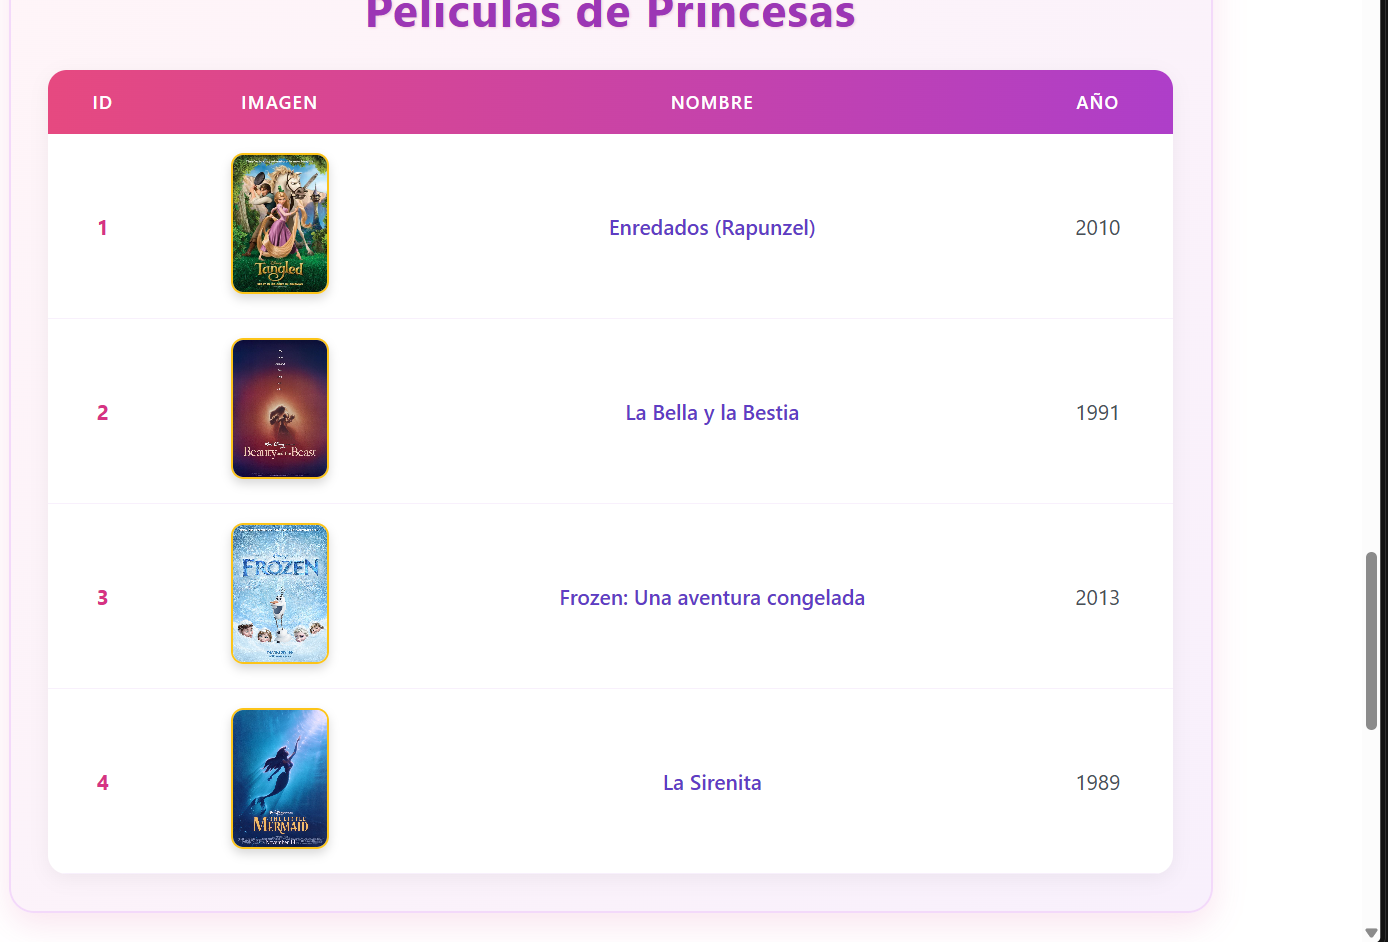 Películas de Princesas
ID IMAGEN NOMBRE AÑO
1 Tangled Enredados (Rapunzel) 2010
2 Beauty and the Beast La Bella y la Bestia 1991
3 FROZEN Frozen: Una aventura congelada 2013
4 THE LITTLE MERMAID La Sirenita 1989